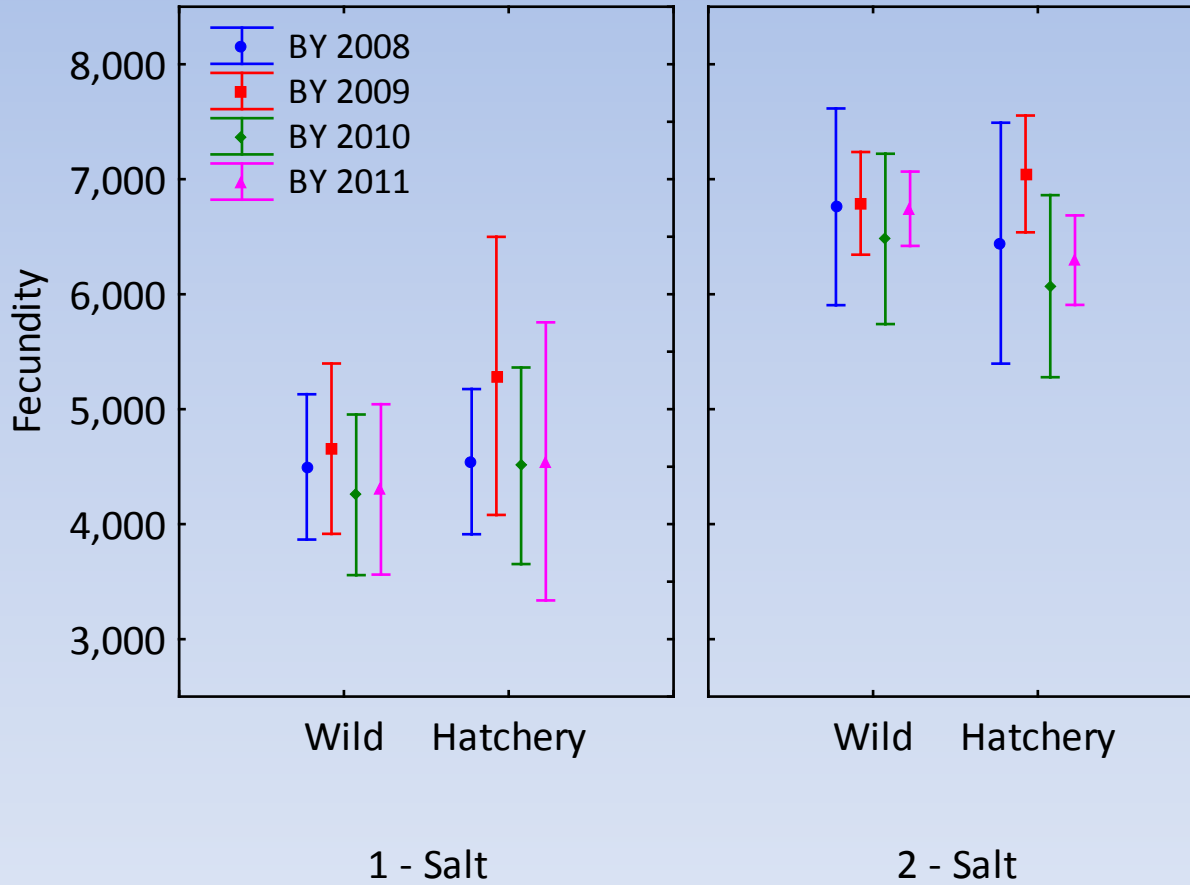 BY 2008
BY 2009
BY 2010
BY 2011
8,000
7,000
6,000
5,000
4,000
3,000
Fecundity
Wild Hatchery Wild Hatchery
1 - Salt 2 - Salt